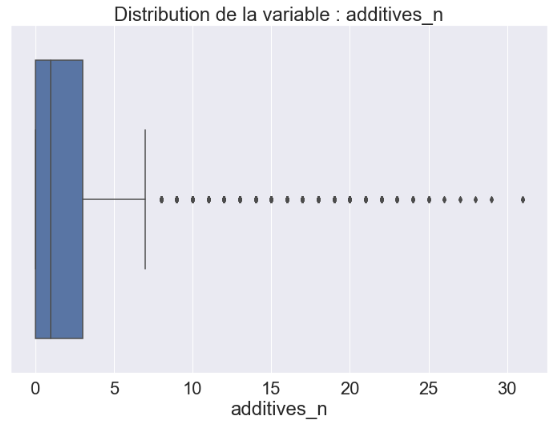 Distribution de la variable : additives_n
0 5 10 15 20 25 30
additives_n